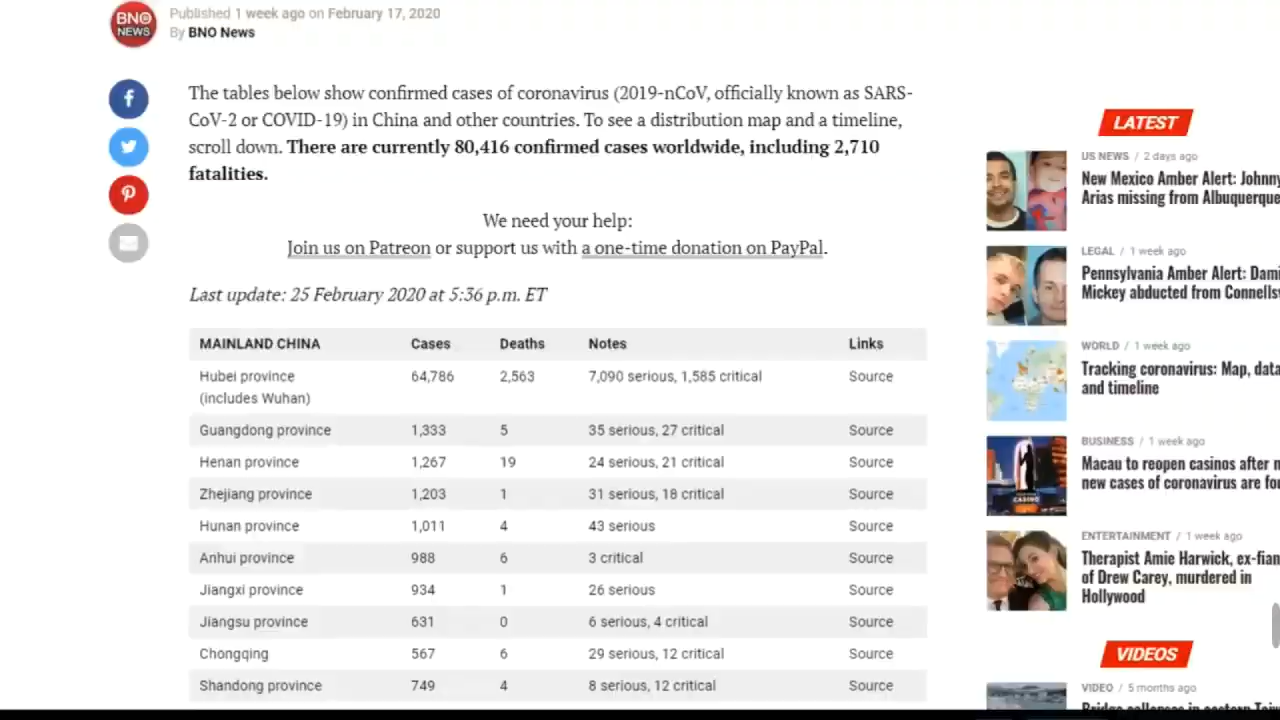 BNO
NEWS
Published 1 week ago on February 17, 2020
By BNO News
The tables below show confirmed cases of coronavirus (2019-nCoV, officially known as SARS-
CoV-2 or COVID-19) in China and other countries. To see a distribution map and a timeline,
scroll down. There are currently 80,416 confirmed cases worldwide, including 2,710
fatalities.
We need your help:
Join us on Patreon or support us with a one-time donation on PayPal.
Last update: 25 February 2020 at 5:36 p.m. ET
MAINLAND CHINA Cases Deaths Notes Links
Hubei province 64,786 2,563 7,090 serious, 1,585 critical Source
(includes Wuhan)
Guangdong province 1,333 5 35 serious, 27 critical Source
Henan province 1,267 19 24 serious, 21 critical Source
Zhejiang province 1,203 1 31 serious, 18 critical Source
Hunan province 1,011 4 43 serious Source
Anhui province 988 6 3 critical Source
Jiangxi province 934 1 26 serious Source
Jiangsu province 631 0 6 serious, 4 critical Source
Chongqing 567 6 29 serious, 12 critical Source
Shandong province 749 4 8 serious, 12 critical Source
LATEST
US NEWS / 2 days ago
New Mexico Amber Alert: Johnny
Arias missing from Albuquerque
LEGAL / 1 week ago
Pennsylvania Amber Alert: Dami
Mickey abducted from Connellsv
WORLD / 1 week ago
Tracking coronavirus: Map, data
and timeline
BUSINESS / 1 week ago
Macau to reopen casinos after n
new cases of coronavirus are fou
CASINO
ENTERTAINMENT / 1 week ago
Therapist Amie Harwick, ex-fian
of Drew Carey, murdered in
Hollywood
VIDEOS
VIDEO / 5 months ago
Bridge collapses in eastern Taiw